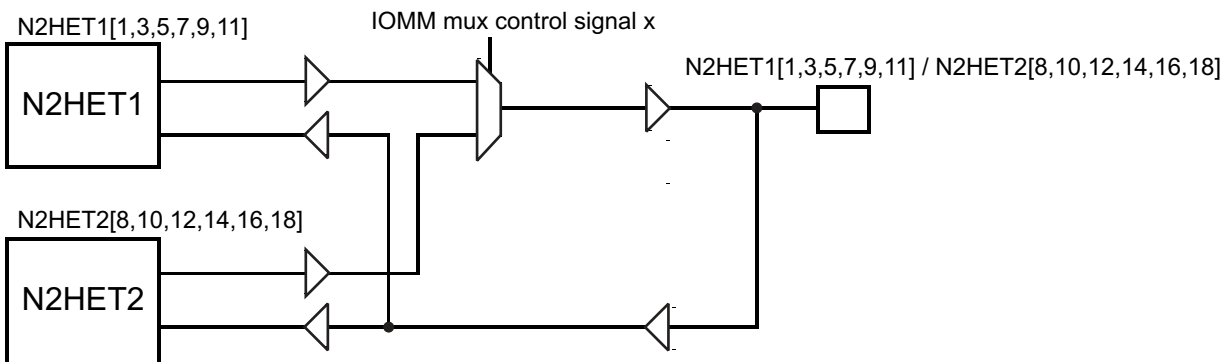 N2HET1[1,3,5,7,9,11]
IOMM mux control signal x
N2HET1[1,3,5,7,9,11] / N2HET2[8,10,12,14,16,18]
N2HET1
N2HET2[8,10,12,14,16,18]
N2HET2